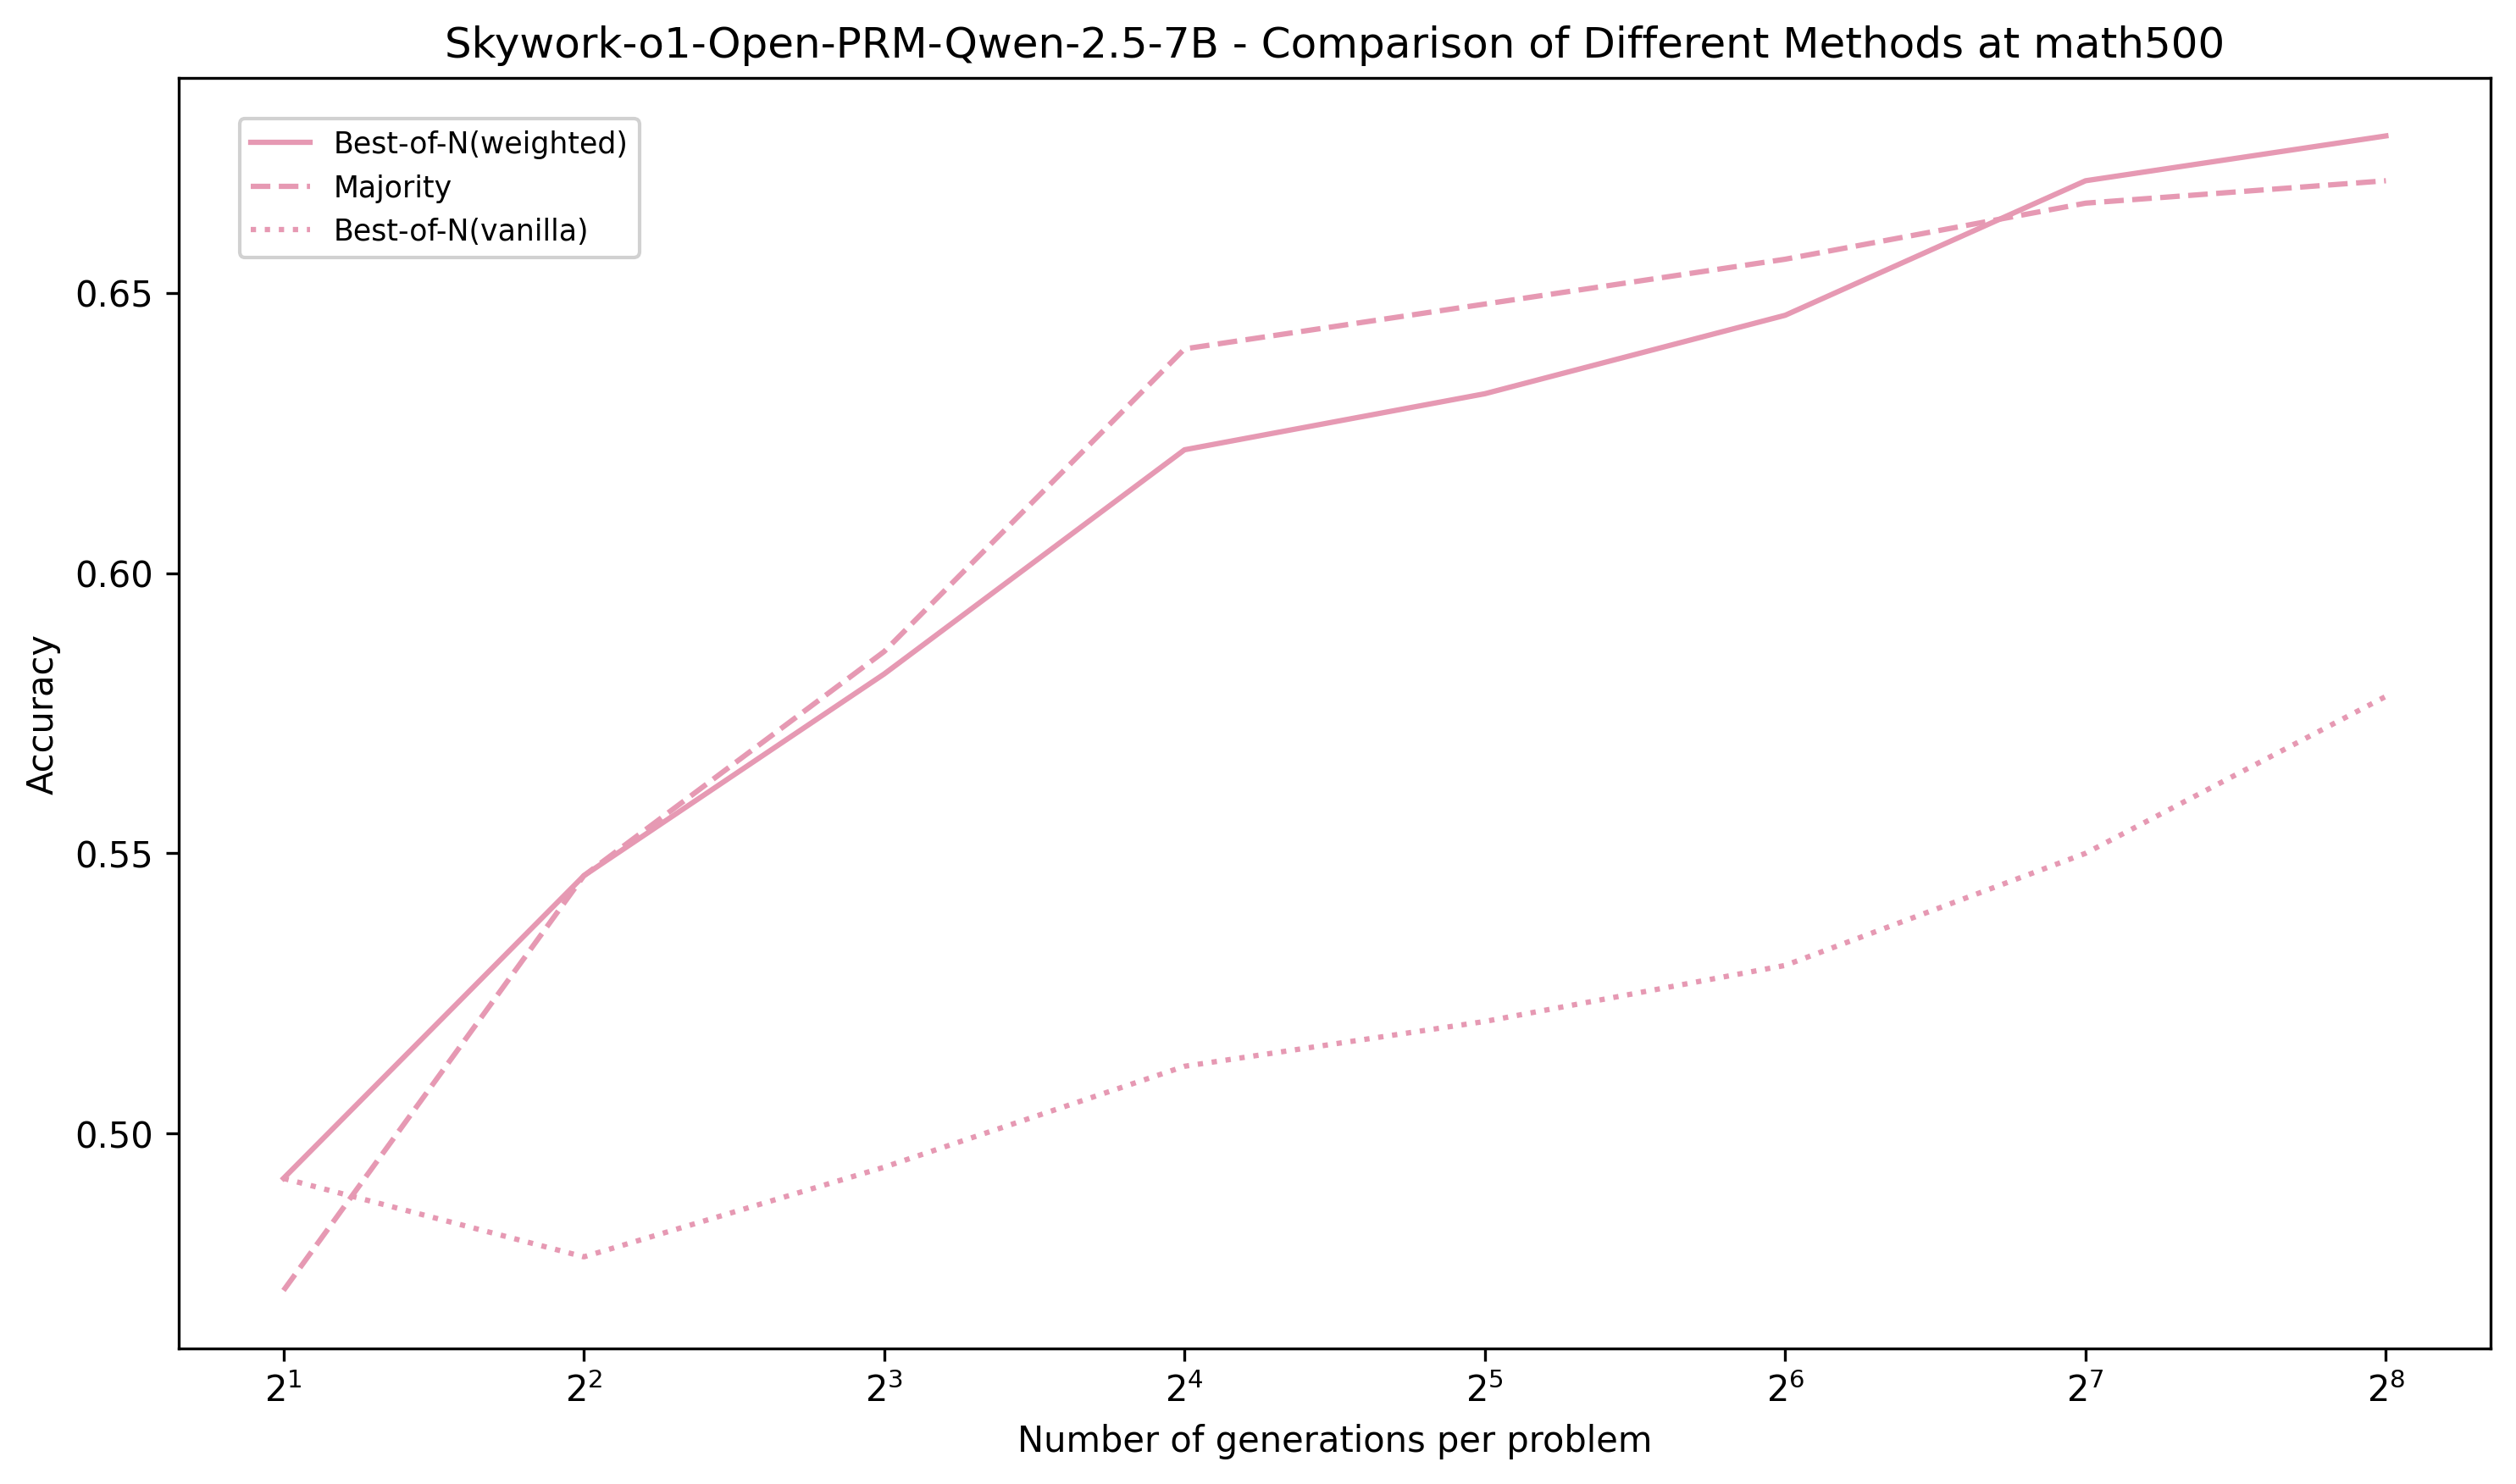 Skywork-o1-Open-PRM-Qwen-2.5-7B - Comparison of Different Methods at math500
Best-of-N(weighted)
Majority
Best-of-N(vanilla)
0.65
0.60
0.55
0.50
Accuracy
2¹ 2² 2³ 2⁴ 2⁵ 2⁶ 2⁷ 2⁸
Number of generations per problem